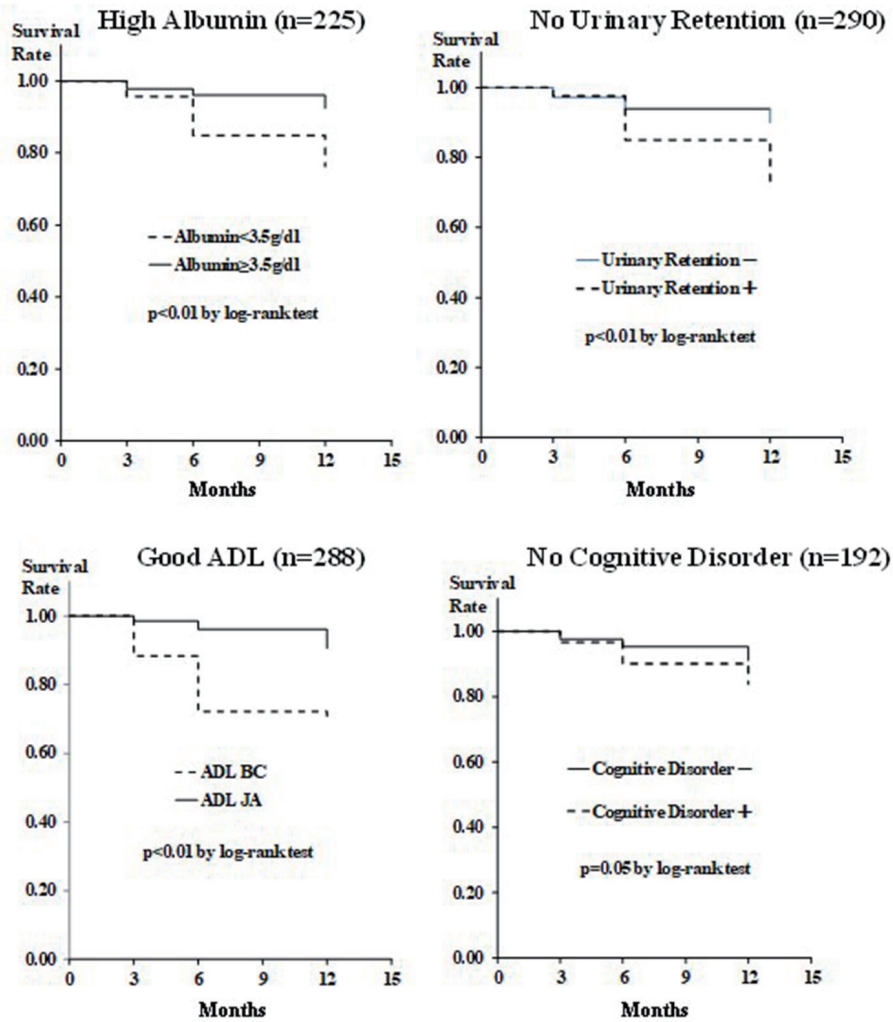 High Albumin (n=225)
Survival
Rate
1.00
0.80
0.60
0.40
0.20
0.00
Albumin<3.5g/dl
Albumin≥3.5g/dl
p<0.01 by log-rank test
0 3 6 9 12 15
Months
No Urinary Retention (n=290)
Survival
Rate
1.00
0.80
0.60
0.40
0.20
0.00
Urinary Retention —
Urinary Retention +
p<0.01 by log-rank test
0 3 6 9 12 15
Months
Good ADL (n=288)
Survival
Rate
1.00
0.80
0.60
0.40
0.20
0.00
ADL BC
ADL JA
p<0.01 by log-rank test
0 3 6 9 12 15
Months
No Cognitive Disorder (n=192)
Survival
Rate
1.00
0.80
0.60
0.40
0.20
0.00
Cognitive Disorder —
Cognitive Disorder +
p=0.05 by log-rank test
0 3 6 9 12 15
Months